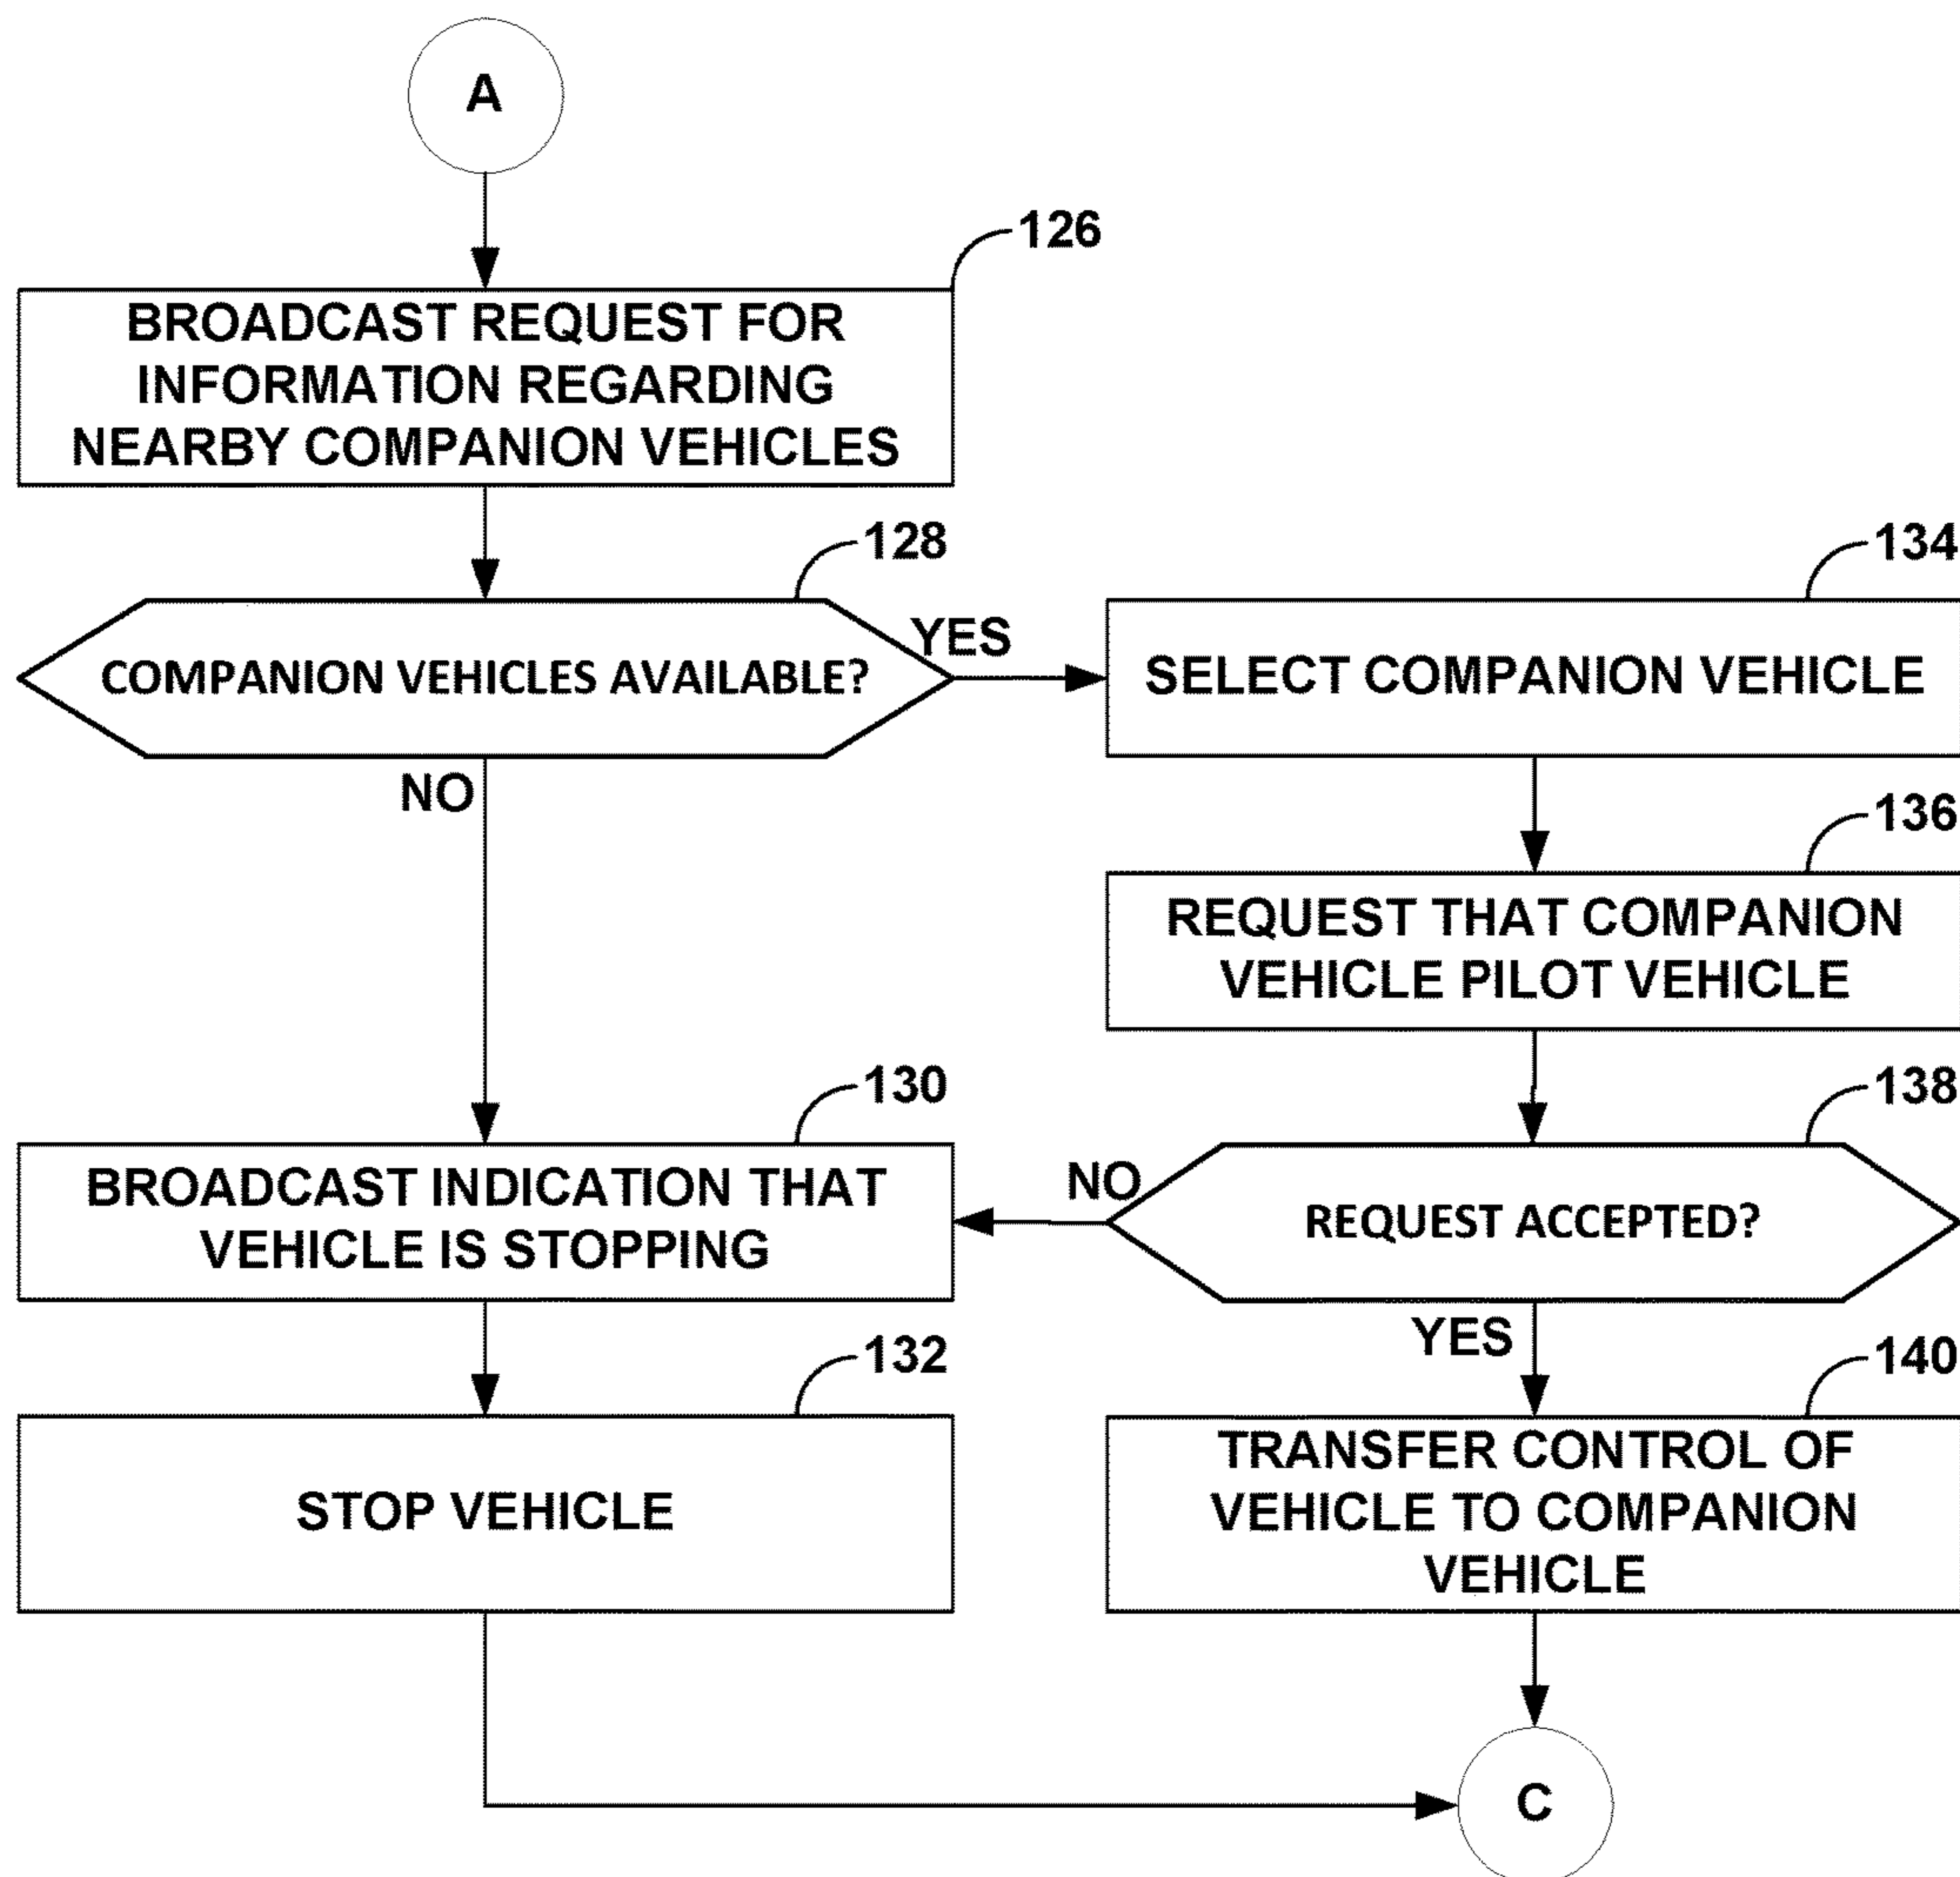 A
126
BROADCAST REQUEST FOR
INFORMATION REGARDING
NEARBY COMPANION VEHICLES
128
COMPANION VEHICLES AVAILABLE?
YES
NO
134
SELECT COMPANION VEHICLE
136
REQUEST THAT COMPANION
VEHICLE PILOT VEHICLE
138
REQUEST ACCEPTED?
NO
YES
130
BROADCAST INDICATION THAT
VEHICLE IS STOPPING
132
STOP VEHICLE
140
TRANSFER CONTROL OF
VEHICLE TO COMPANION
VEHICLE
C